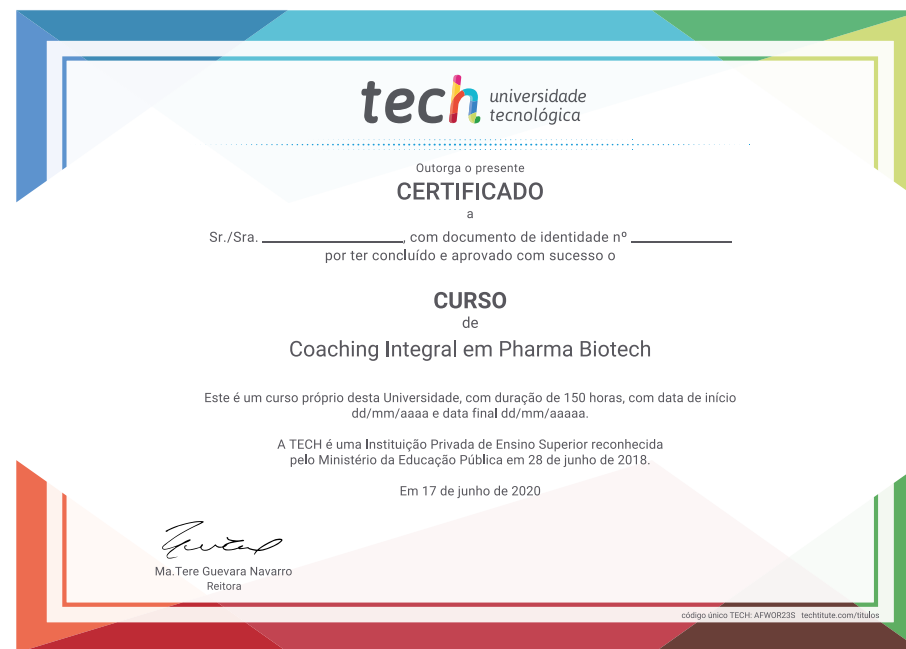 tech universidade
tecnológica
Outorga o presente
CERTIFICADO
a
Sr./Sra. ____________, com documento de identidade nº ____________
por ter concluído e aprovado com sucesso o
CURSO
de
Coaching Integral em Pharma Biotech
Este é um curso próprio desta Universidade, com duração de 150 horas, com data de início
dd/mm/aaaa e data final dd/mm/aaaaa.
A TECH é uma Instituição Privada de Ensino Superior reconhecida
pelo Ministério da Educação Pública em 28 de junho de 2018.
Em 17 de junho de 2020
Ma.Tere Guevara Navarro
Reitora
código único TECH: AFWOR23S techtitute.com/títulos